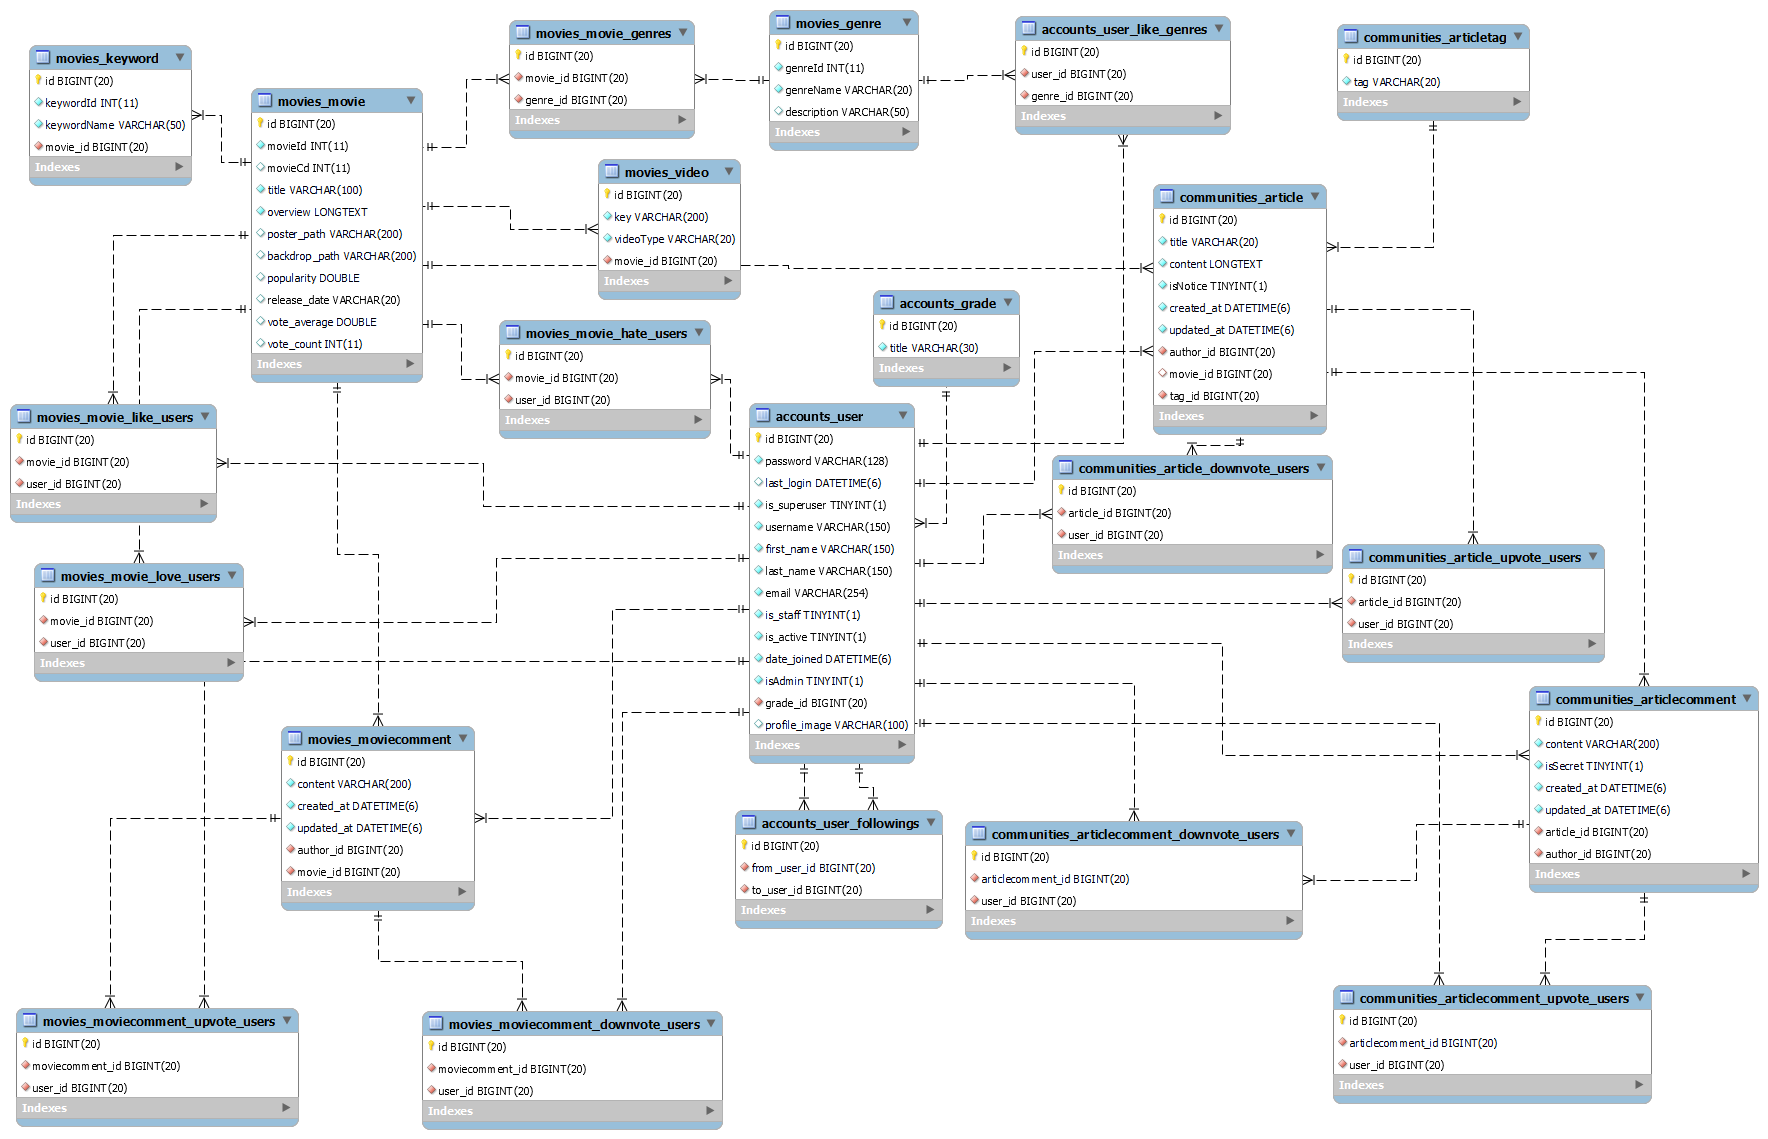 movies_keyword
id BIGINT(20)
keywordId INT(11)
keywordName VARCHAR(50)
movie_id BIGINT(20)
Indexes
movies_movie
id BIGINT(20)
movieId INT(11)
movieCd INT(11)
title VARCHAR(100)
overview LONGTEXT
poster_path VARCHAR(200)
backdrop_path VARCHAR(200)
popularity DOUBLE
release_date VARCHAR(20)
vote_average DOUBLE
vote_count INT(11)
Indexes
movies_movie_genres
id BIGINT(20)
movie_id BIGINT(20)
genre_id BIGINT(20)
Indexes
movies_genre
id BIGINT(20)
genreId INT(11)
genreName VARCHAR(20)
description VARCHAR(50)
Indexes
accounts_user_like_genres
id BIGINT(20)
user_id BIGINT(20)
genre_id BIGINT(20)
Indexes
communities_articletag
id BIGINT(20)
tag VARCHAR(20)
Indexes
movies_video
id BIGINT(20)
key VARCHAR(200)
videoType VARCHAR(20)
movie_id BIGINT(20)
Indexes
communities_article
id BIGINT(20)
title VARCHAR(20)
content LONGTEXT
isNotice TINYINT(1)
created_at DATETIME(6)
updated_at DATETIME(6)
author_id BIGINT(20)
movie_id BIGINT(20)
tag_id BIGINT(20)
Indexes
accounts_grade
id BIGINT(20)
title VARCHAR(30)
Indexes
movies_movie_hate_users
id BIGINT(20)
movie_id BIGINT(20)
user_id BIGINT(20)
Indexes
movies_movie_like_users
id BIGINT(20)
movie_id BIGINT(20)
user_id BIGINT(20)
Indexes
accounts_user
id BIGINT(20)
password VARCHAR(128)
last_login DATETIME(6)
is_superuser TINYINT(1)
username VARCHAR(150)
first_name VARCHAR(150)
last_name VARCHAR(150)
email VARCHAR(254)
is_staff TINYINT(1)
is_active TINYINT(1)
date_joined DATETIME(6)
isAdmin TINYINT(1)
grade_id BIGINT(20)
profile_image VARCHAR(100)
Indexes
communities_article_downvote_users
id BIGINT(20)
article_id BIGINT(20)
user_id BIGINT(20)
Indexes
communities_article_upvote_users
id BIGINT(20)
article_id BIGINT(20)
user_id BIGINT(20)
Indexes
movies_movie_love_users
id BIGINT(20)
movie_id BIGINT(20)
user_id BIGINT(20)
Indexes
movies_moviecomment
id BIGINT(20)
content VARCHAR(200)
created_at DATETIME(6)
updated_at DATETIME(6)
author_id BIGINT(20)
movie_id BIGINT(20)
Indexes
accounts_user_followings
id BIGINT(20)
from_user_id BIGINT(20)
to_user_id BIGINT(20)
Indexes
communities_articlecomment_downvote_users
id BIGINT(20)
articlecomment_id BIGINT(20)
user_id BIGINT(20)
Indexes
communities_articlecomment
id BIGINT(20)
content VARCHAR(200)
isSecret TINYINT(1)
created_at DATETIME(6)
updated_at DATETIME(6)
article_id BIGINT(20)
author_id BIGINT(20)
Indexes
movies_moviecomment_upvote_users
id BIGINT(20)
moviecomment_id BIGINT(20)
user_id BIGINT(20)
Indexes
movies_moviecomment_downvote_users
id BIGINT(20)
moviecomment_id BIGINT(20)
user_id BIGINT(20)
Indexes
communities_articlecomment_upvote_users
id BIGINT(20)
articlecomment_id BIGINT(20)
user_id BIGINT(20)
Indexes